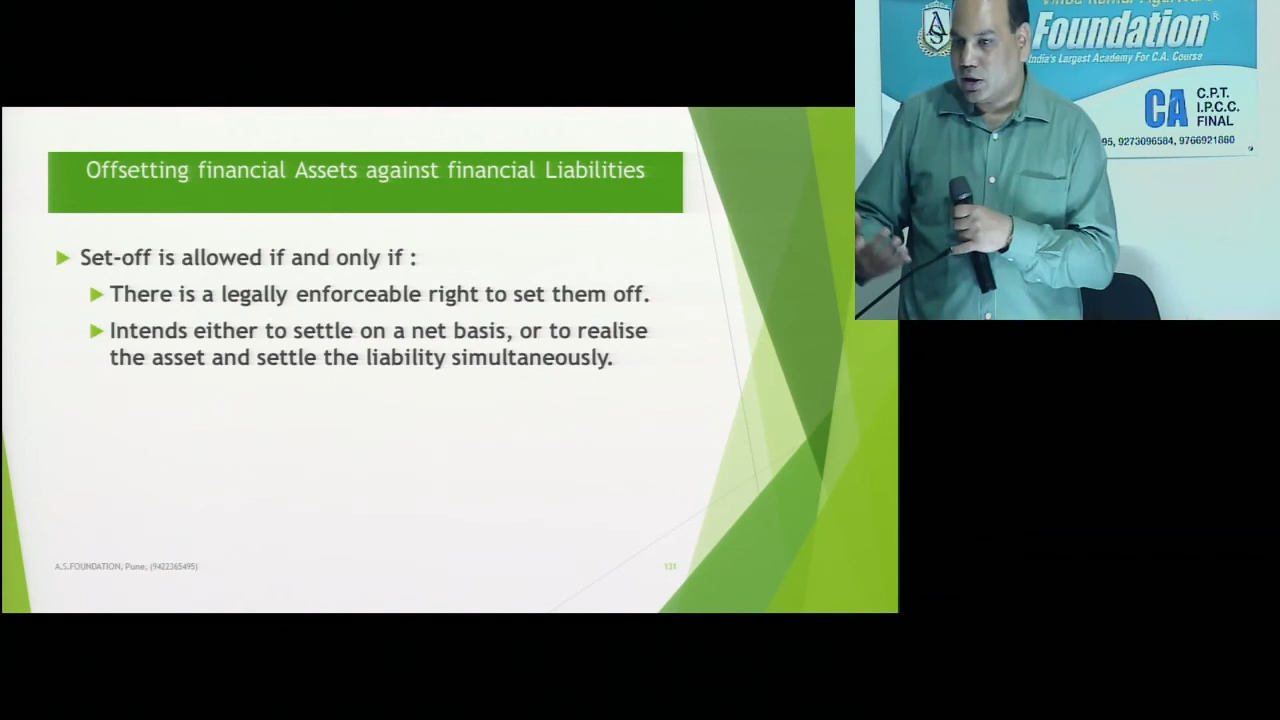 Offsetting financial Assets against financial Liabilities
Set-off is allowed if and only if :
There is a legally enforceable right to set them off.
Intends either to settle on a net basis, or to realise
the asset and settle the liability simultaneously.
A.S.FOUNDATION, Pune, (9422365495)
AS
Foundation®
India's Largest Academy For C.A. Course
CA
C.P.T.
I.P.C.C.
FINAL
95, 9273096584, 9766921860